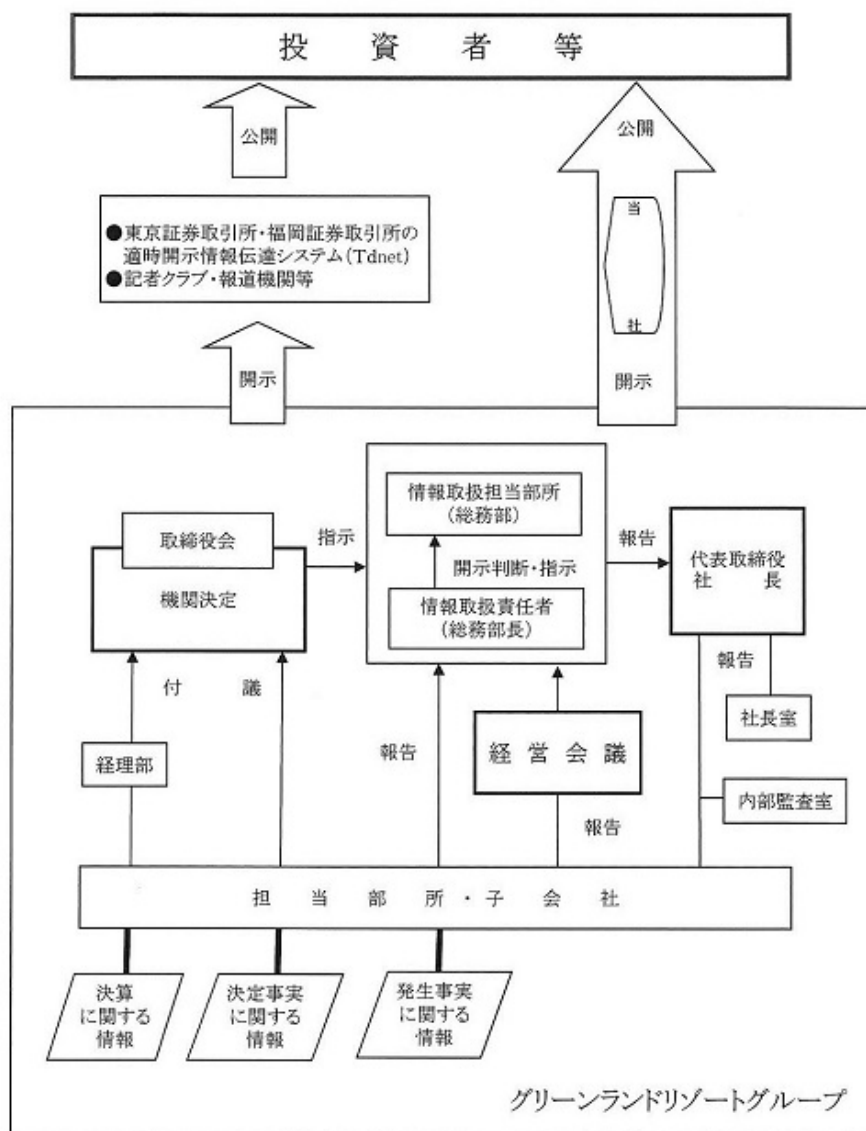 投資者等
公開
公開
●東京証券取引所・福岡証券取引所の
適時開示情報伝達システム(Tdnet)
●記者クラブ・報道機関等
当
社
開示
開示
取締役会
機関決定
指示
情報取扱担当部所
(総務部)
開示判断・指示
情報取扱責任者
(総務部長)
報告
代表取締役
社長
報告
社長室
付議
経理部
報告
経営会議
報告
内部監査室
担当部所・子会社
決算
に関する
情報
決定事実
に関する
情報
発生事実
に関する
情報
グリーンランドリゾートグループ